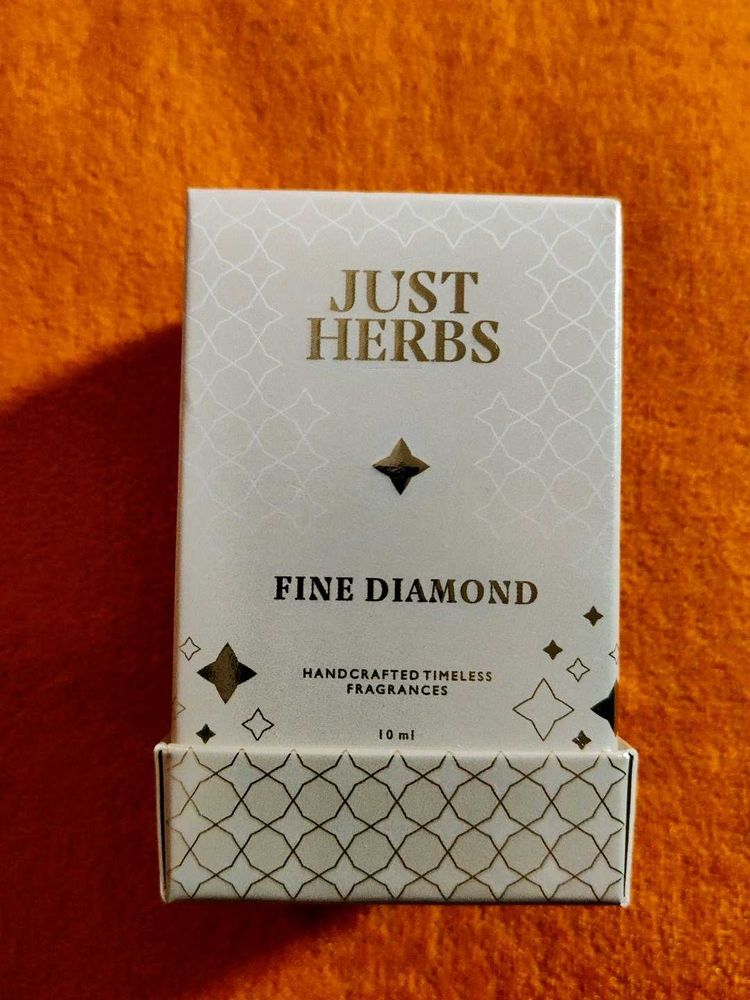 JUST
HERBS
FINE DIAMOND
HANDCRAFTED TIMELESS
FRAGRANCES
10 ml